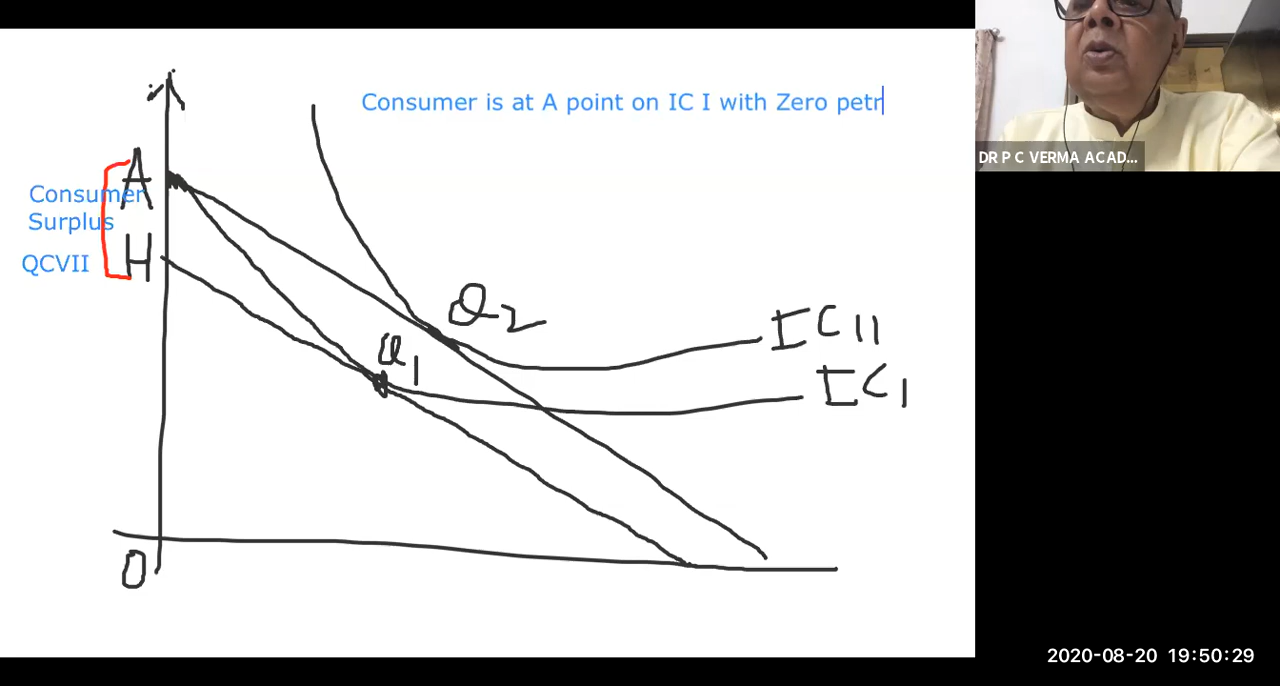 Consumer is at A point on IC I with Zero petr
A
Consumer
Surplus
H
QCVII
Q2
Q1
IC II
IC I
O
DR P C VERMA ACAD...
2020-08-20 19:50:29